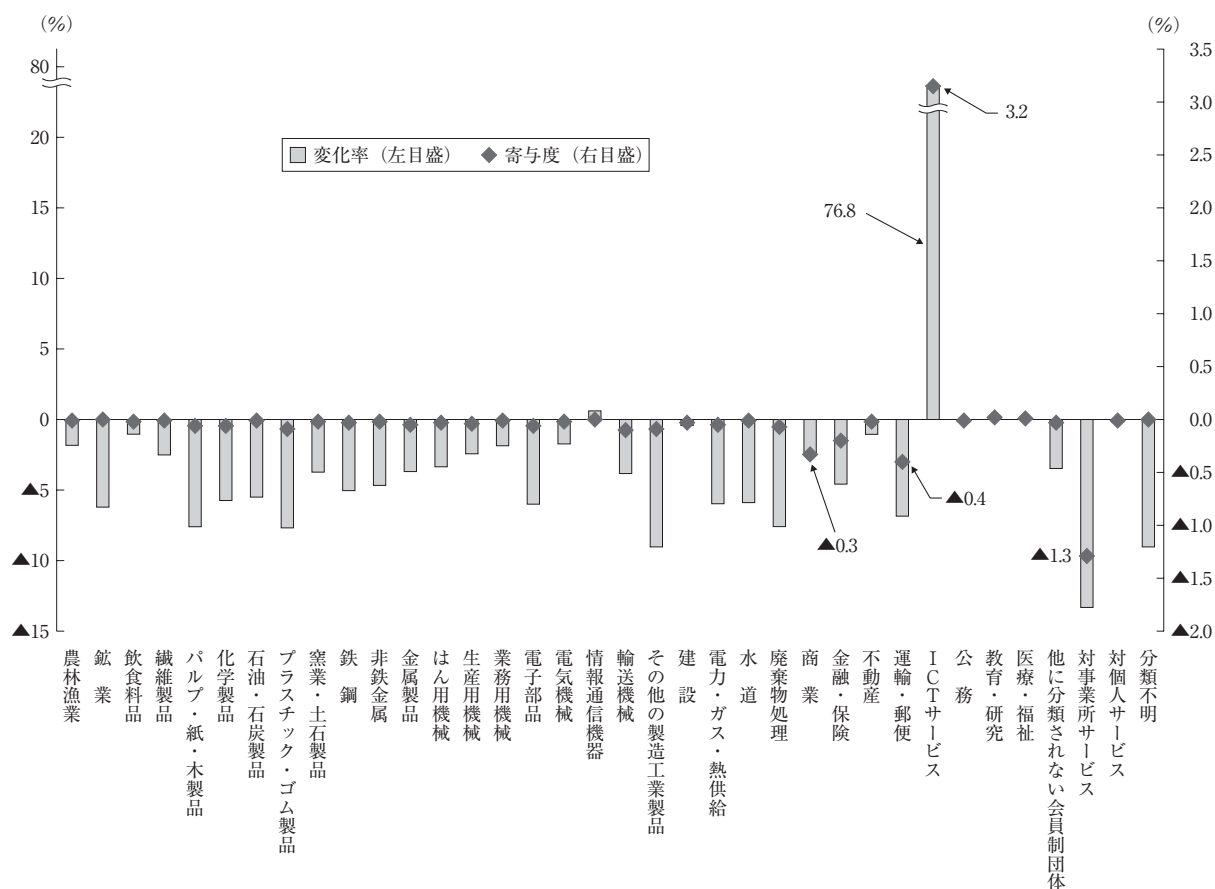 (%)
(%)
80
20
15
10
5
0
▲5
▲10
▲15
3.5
3.0
2.5
2.0
1.5
1.0
0.5
0.0
▲0.5
▲1.0
▲1.5
▲2.0
変化率（左目盛） 寄与度（右目盛）
3.2
76.8
▲0.3
▲0.4
▲1.3
農林漁業
鉱業
飲食料品
繊維製品
パルプ・紙・木製品
化学製品
石油・石炭製品
プラスチック・ゴム製品
窯業・土石製品
鉄鋼
非鉄金属
金属製品
はん用機械
生産用機械
業務用機械
電子部品
電気機械
情報通信機器
輸送機械
その他の製造工業製品
建設
電力・ガス・熱供給
水道
廃棄物処理
商業
金融・保険
不動産
運輸・郵便
ICTサービス
公務
教育・研究
医療・福祉
他に分類されない会員制団体
対事業所サービス
対個人サービス
分類不明